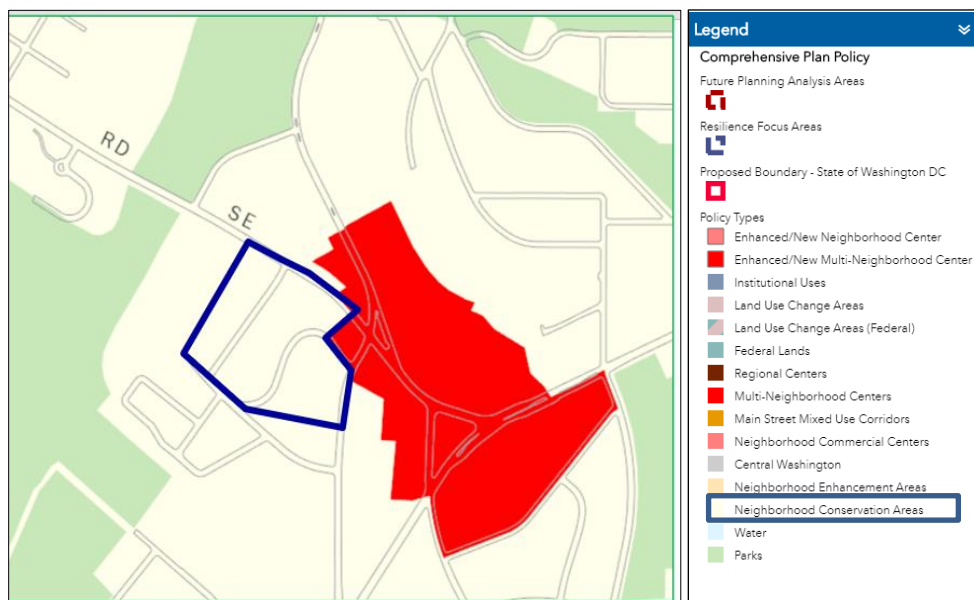 RD
SE
Legend
Comprehensive Plan Policy
Future Planning Analysis Areas
Resilience Focus Areas
Proposed Boundary - State of Washington DC
Policy Types
Enhanced/New Neighborhood Center
Enhanced/New Multi-Neighborhood Center
Institutional Uses
Land Use Change Areas
Land Use Change Areas (Federal)
Federal Lands
Regional Centers
Multi-Neighborhood Centers
Main Street Mixed Use Corridors
Neighborhood Commercial Centers
Central Washington
Neighborhood Enhancement Areas
Neighborhood Conservation Areas
Water
Parks